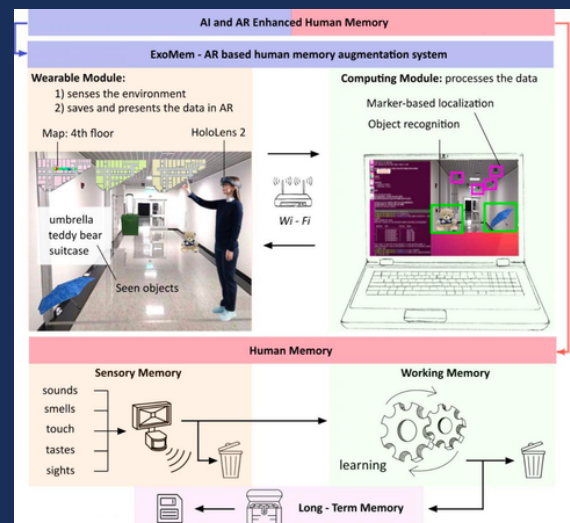 AI and AR Enhanced Human Memory
ExoMem - AR based human memory augmentation system
Wearable Module:
1) senses the environment
2) saves and presents the data in AR
Map: 4th floor
HoloLens 2
umbrella
teddy bear
suitcase
Seen objects
Wi - Fi
Computing Module: processes the data
Marker-based localization
Object recognition
Human Memory
Sensory Memory
sounds
smells
touch
tastes
sights
Working Memory
learning
Long - Term Memory